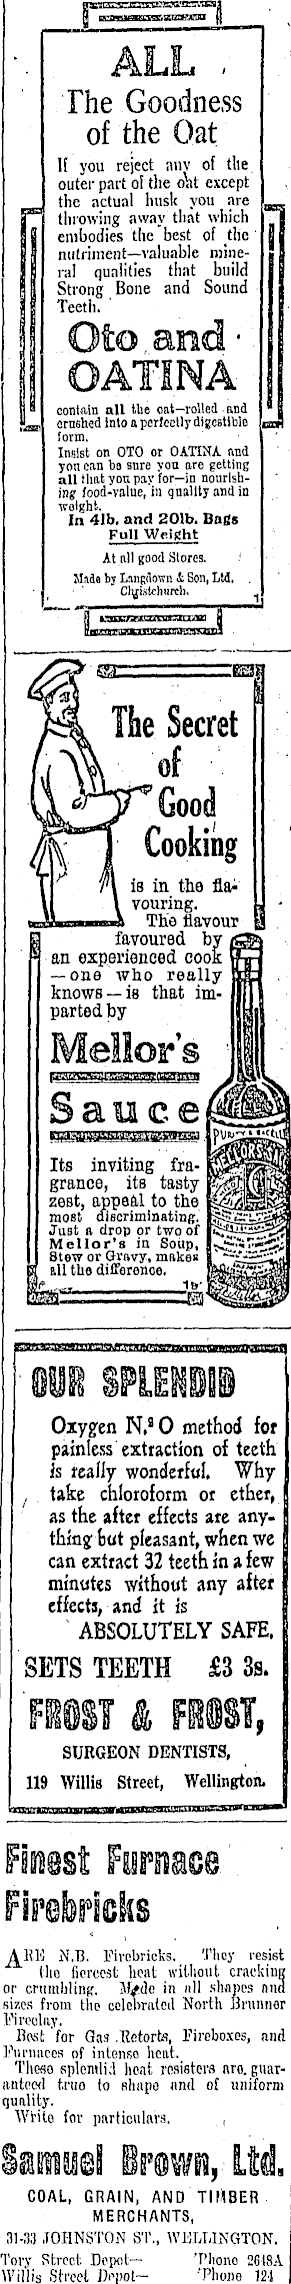 ALL
The Goodness
of the Oat
If you reject any of the
outer part of the oat except
the actual husk you are
throwing away that which
embodies the best of the
nutriment—valuable mine-
ral qualities that build
Strong Bone and Sound
Teeth.
Oto and
OATINA
contain all the oat—rolled and
crushed into a perfectly digestible
form.
Insist on OTO or OATINA and
you can be sure you are getting
all that you pay for—in nourish-
ing food-value, in quality and in
weight.
In 4lb. and 20lb. Bags
Full Weight
At all good Stores.
Made by Langdown & Son, Ltd.
Christchurch.
The Secret
of
Good
Cooking
is in the fla-
vouring.
The flavour
favoured by
an experienced cook
—one who really
knows—is that im-
parted by
Mellor's
Sauce
Its inviting fra-
grance, its tasty
zest, appeal to the
most discriminating.
Just a drop or two of
Mellor's in Soup,
Stew or Gravy, makes
all the difference.
MELLOR'S
OUR SPLENDID
Oxygen N.² O method for
painless extraction of teeth
is really wonderful. Why
take chloroform or ether,
as the after effects are any-
thing but pleasant, when we
can extract 32 teeth in a few
minutes without any after
effects, and it is
ABSOLUTELY SAFE.
SETS TEETH £3 3s.
FROST & FROST,
SURGEON DENTISTS,
119 Willis Street, Wellington.
Finest Furnace
Firebricks
ARE N.B. Firebricks. They resist
the fiercest heat without cracking
or crumbling. Made in all shapes and
sizes from the celebrated North Brunner
Fireclay.
Best for Gas Retorts, Fireboxes, and
Furnaces of intense heat.
These splendid heat resisters are guar-
anteed true to shape and of uniform
quality.
Write for particulars.
Samuel Brown, Ltd.
COAL, GRAIN, AND TIMBER
MERCHANTS,
31-33 JOHNSTON ST., WELLINGTON.
Tory Street Depot— 'Phone 2648A
Willis Street Depot— 'Phone 124